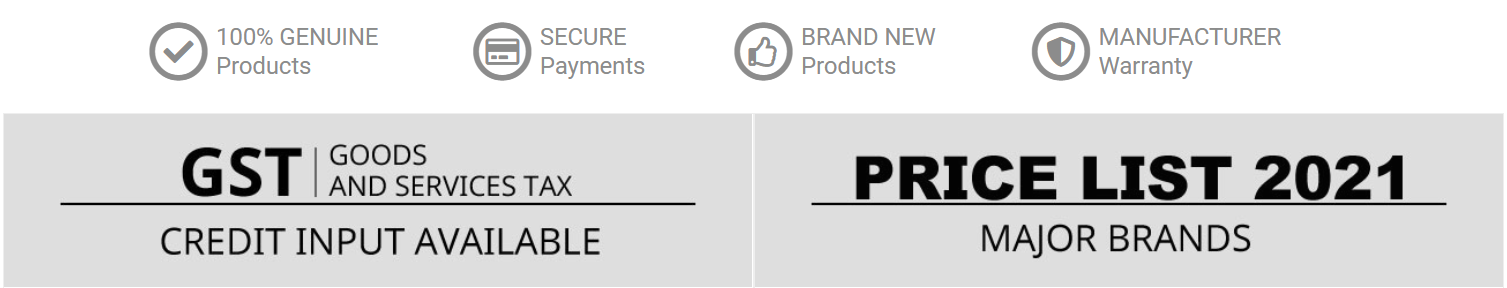 100% GENUINE
Products
SECURE
Payments
BRAND NEW
Products
MANUFACTURER
Warranty
GST
GOODS
AND SERVICES TAX
CREDIT INPUT AVAILABLE
PRICE LIST 2021
MAJOR BRANDS